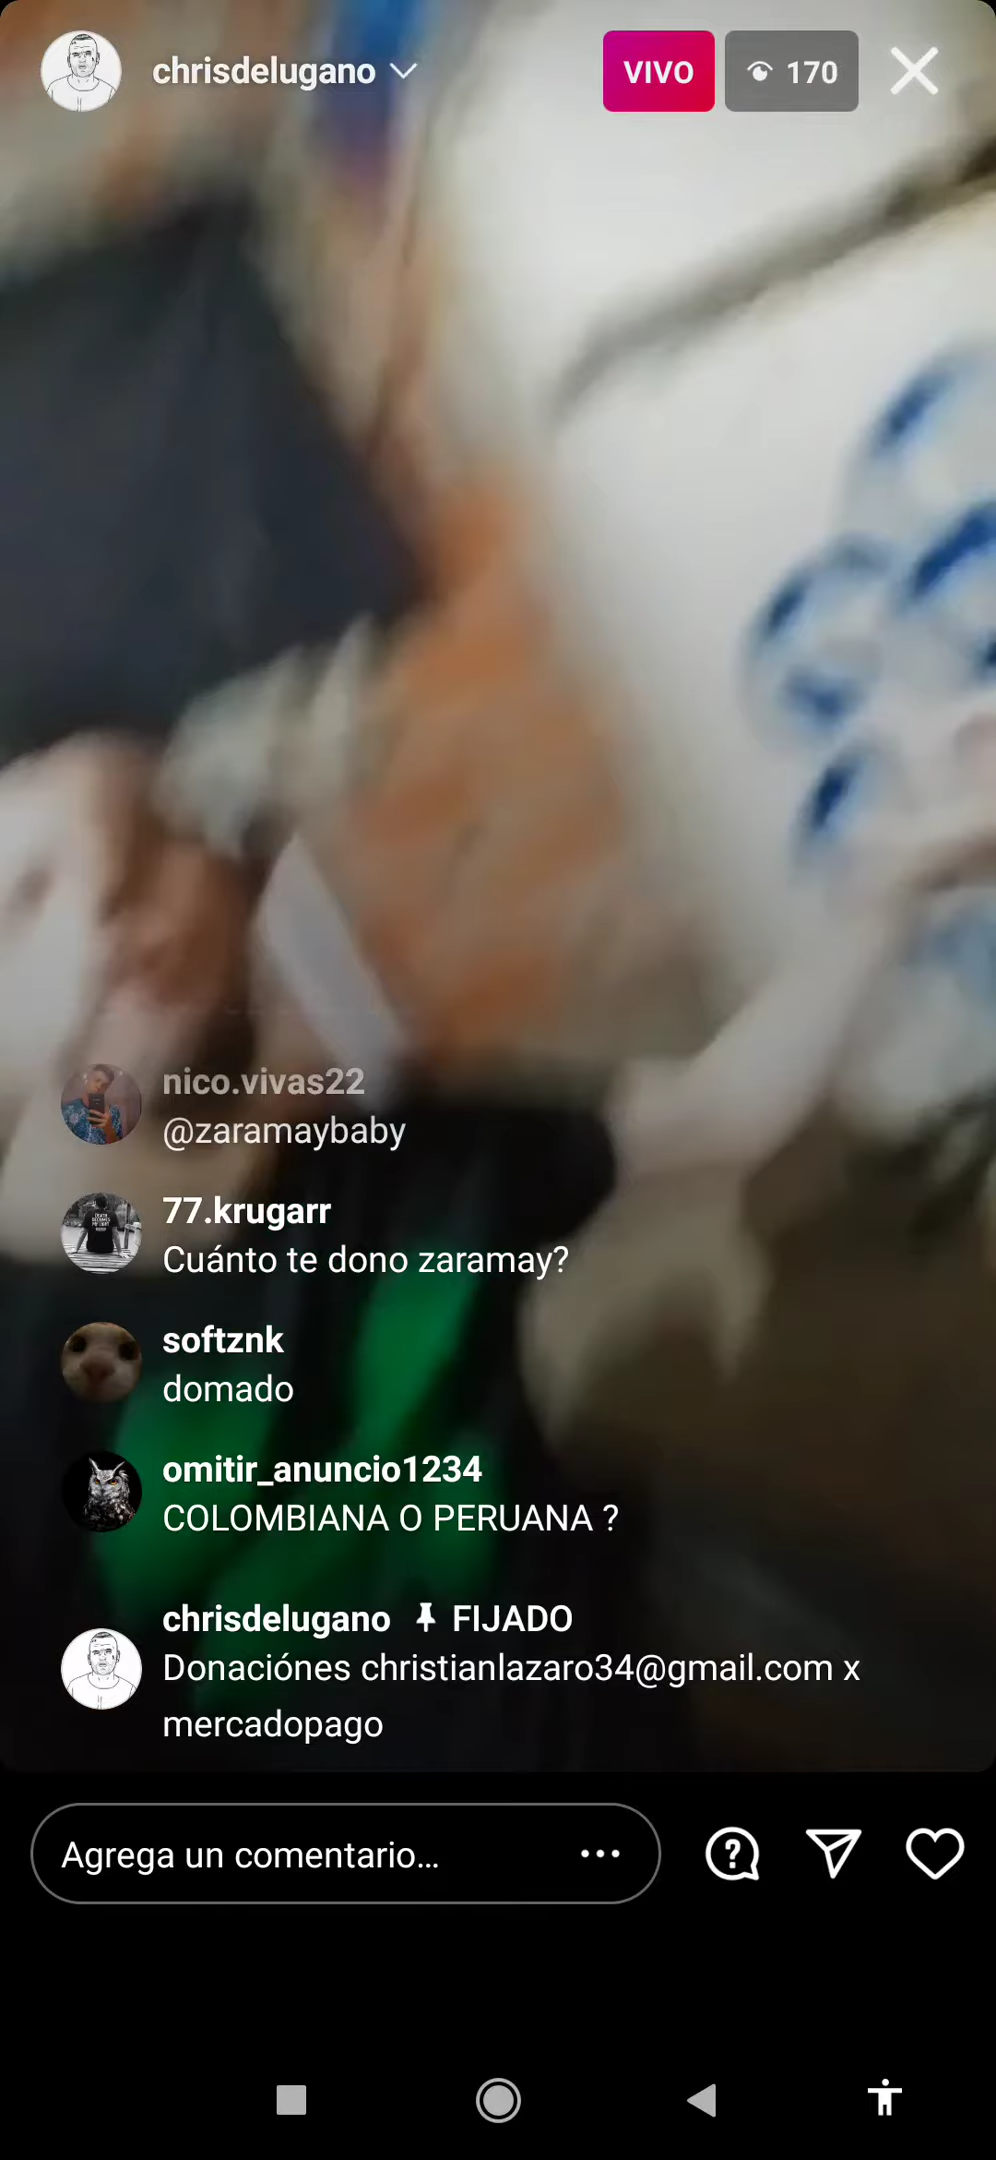 chrisdelugano
VIVO
170
nico.vivas22
@zaramaybaby
77.krugarr
Cuánto te dono zaramay?
softznk
domado
omitir_anuncio1234
COLOMBIANA O PERUANA ?
chrisdelugano FIJADO
Donaciónes christianlazaro34@gmail.com x
mercadopago
Agrega un comentario...